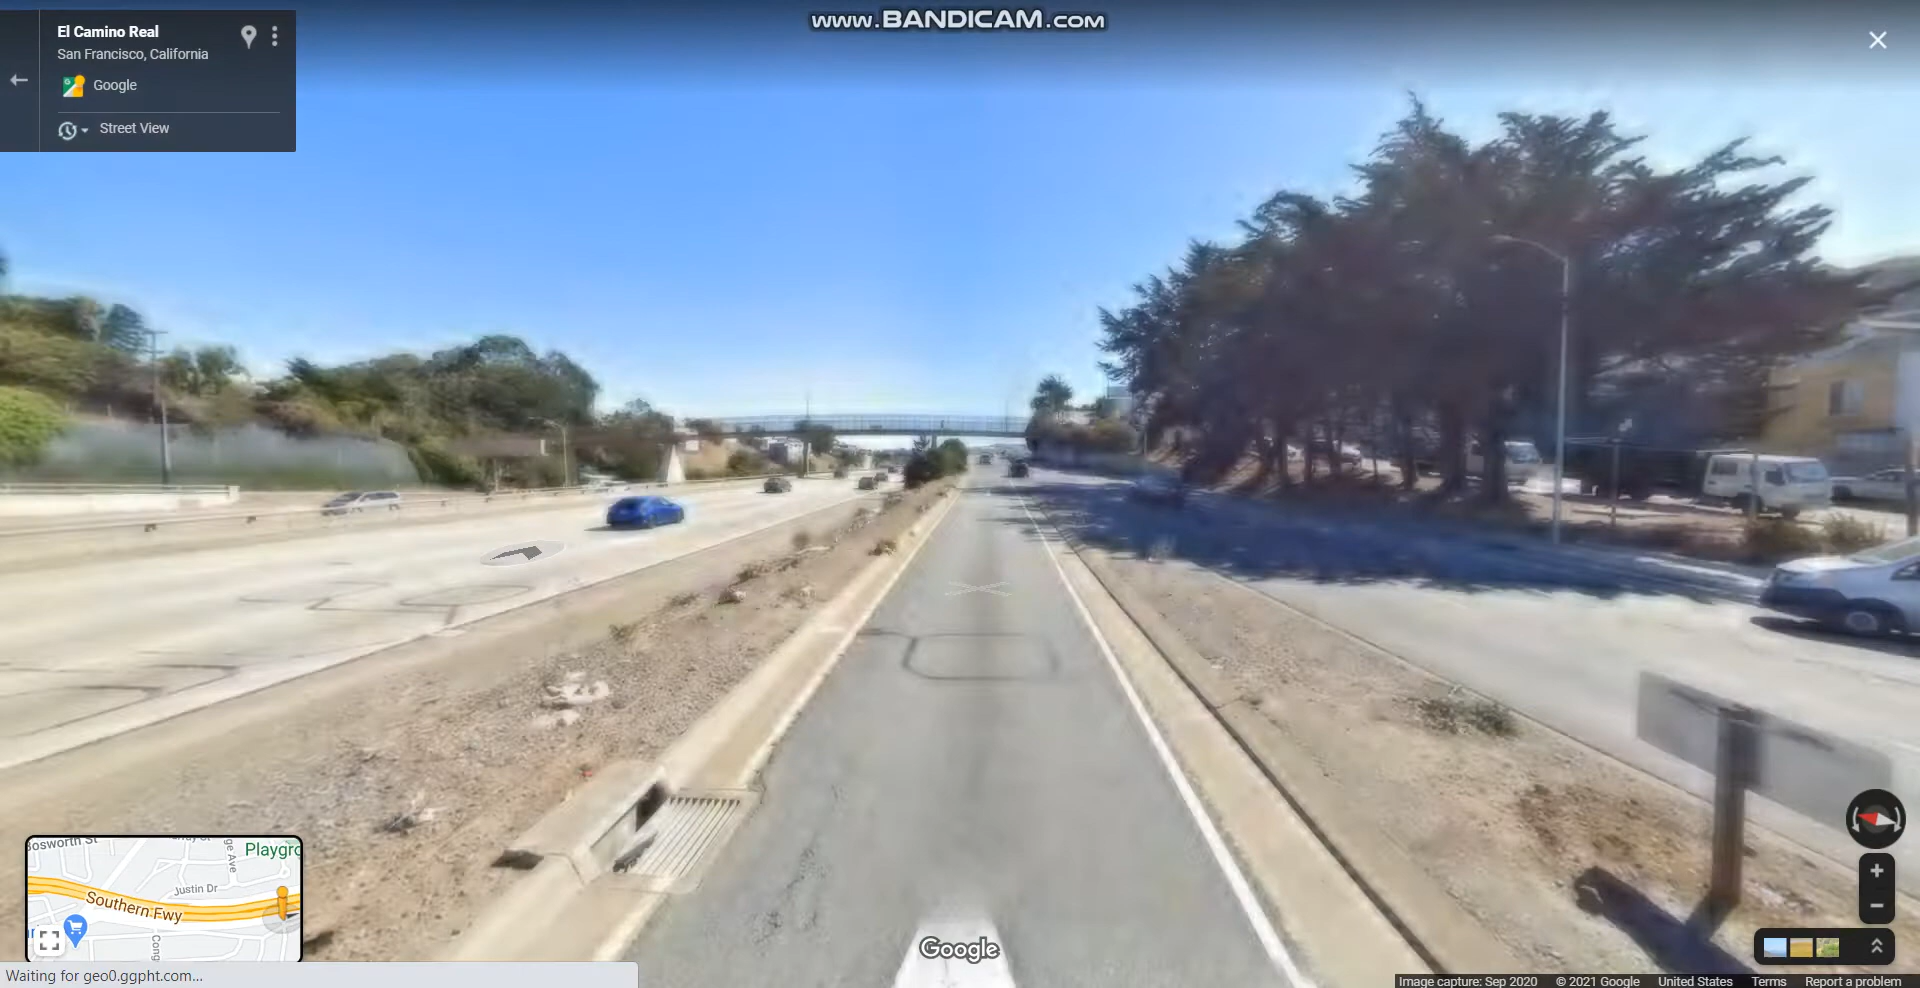 www.BANDICAM.com
El Camino Real
San Francisco, California
Google
Street View
Playgro
Justin Dr
Southern Fwy
Google
Waiting for geo0.ggpht.com...
Image capture: Sep 2020 © 2021 Google United States Terms Report a problem